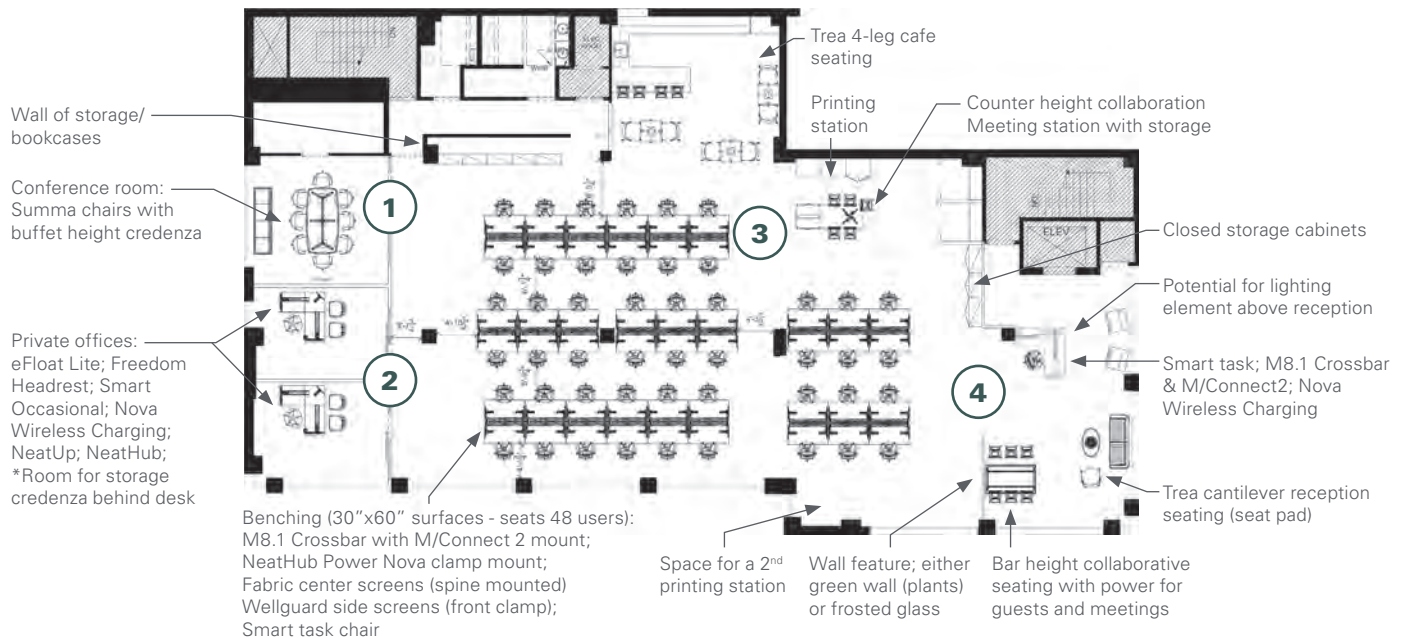 Trea 4-leg cafe
seating
Wall of storage/
bookcases
Printing
station
Counter height collaboration
Meeting station with storage
Conference room:
Summa chairs with
buffet height credenza
1
3
ELEV
Closed storage cabinets
Potential for lighting
element above reception
Private offices:
eFloat Lite; Freedom
Headrest; Smart
Occasional; Nova
Wireless Charging;
NeatUp; NeatHub;
*Room for storage
credenza behind desk
2
4
Smart task; M8.1 Crossbar
& M/Connect2; Nova
Wireless Charging
Trea cantilever reception
seating (seat pad)
Benching (30”x60” surfaces - seats 48 users):
M8.1 Crossbar with M/Connect 2 mount;
NeatHub Power Nova clamp mount;
Fabric center screens (spine mounted)
Wellguard side screens (front clamp);
Smart task chair
Space for a 2nd
printing station
Wall feature; either
green wall (plants)
or frosted glass
Bar height collaborative
seating with power for
guests and meetings